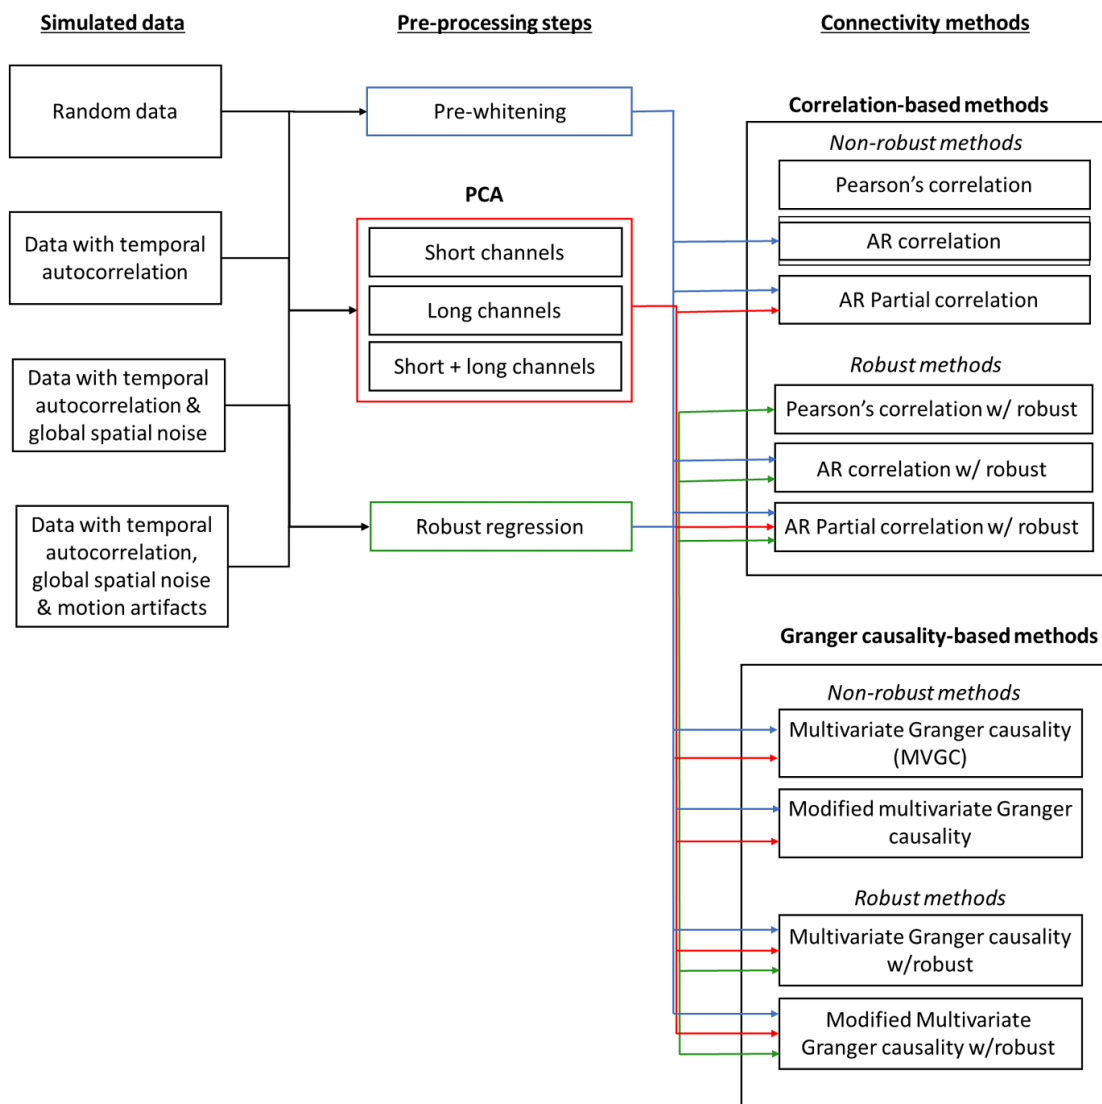 Simulated data
Random data
Data with temporal
autocorrelation
Data with temporal
autocorrelation &
global spatial noise
Data with temporal
autocorrelation,
global spatial noise
& motion artifacts
Pre-processing steps
Pre-whitening
PCA
Short channels
Long channels
Short + long channels
Robust regression
Connectivity methods
Correlation-based methods
Non-robust methods
Pearson’s correlation
AR correlation
AR Partial correlation
Robust methods
Pearson’s correlation w/ robust
AR correlation w/ robust
AR Partial correlation w/ robust
Granger causality-based methods
Non-robust methods
Multivariate Granger causality
(MVGC)
Modified multivariate Granger
causality
Robust methods
Multivariate Granger causality
w/robust
Modified Multivariate
Granger causality w/robust